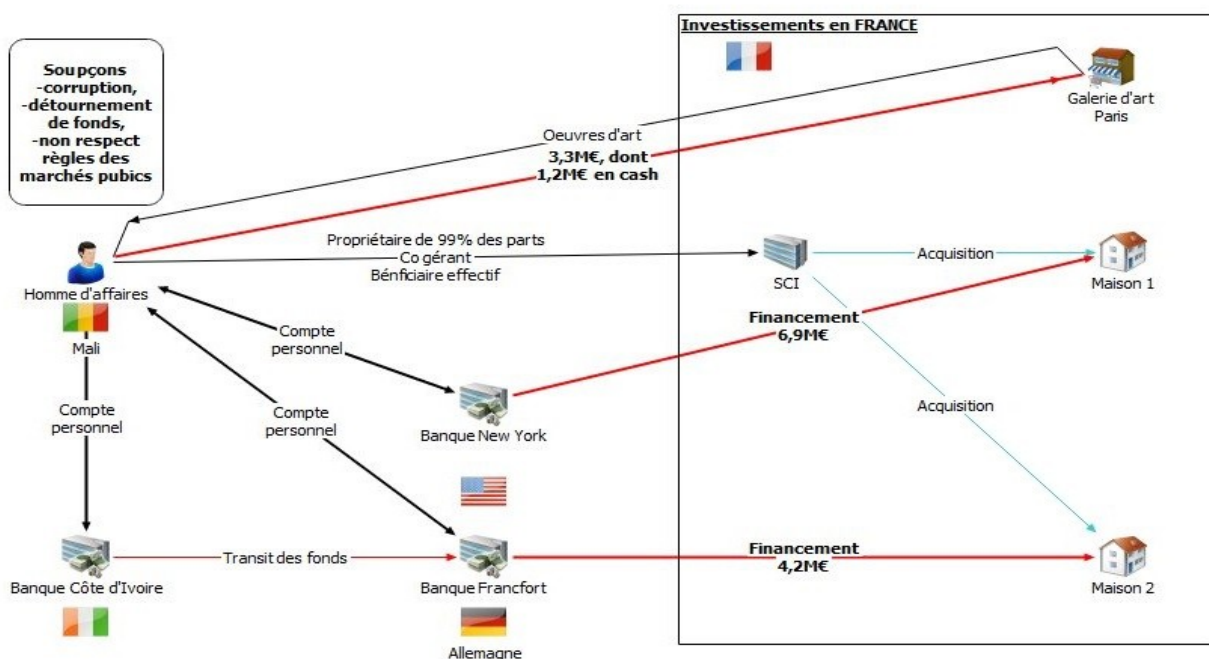 Investissements en FRANCE
Soupçons
-corruption,
-détournement
de fonds,
-non respect
règles des
marchés pubics
Galerie d'art
Paris
Oeuvres d'art
3,3M€, dont
1,2M€ en cash
Propriétaire de 99% des parts
Co gérant
Bénficiaire effectif
Homme d'affaires
Mali
SCI
Acquisition
Maison 1
Financement
6,9M€
Compte
personnel
Compte
personnel
Compte
personnel
Banque New York
Acquisition
Banque Côte d'Ivoire
Transit des fonds
Banque Francfort
Allemagne
Financement
4,2M€
Maison 2